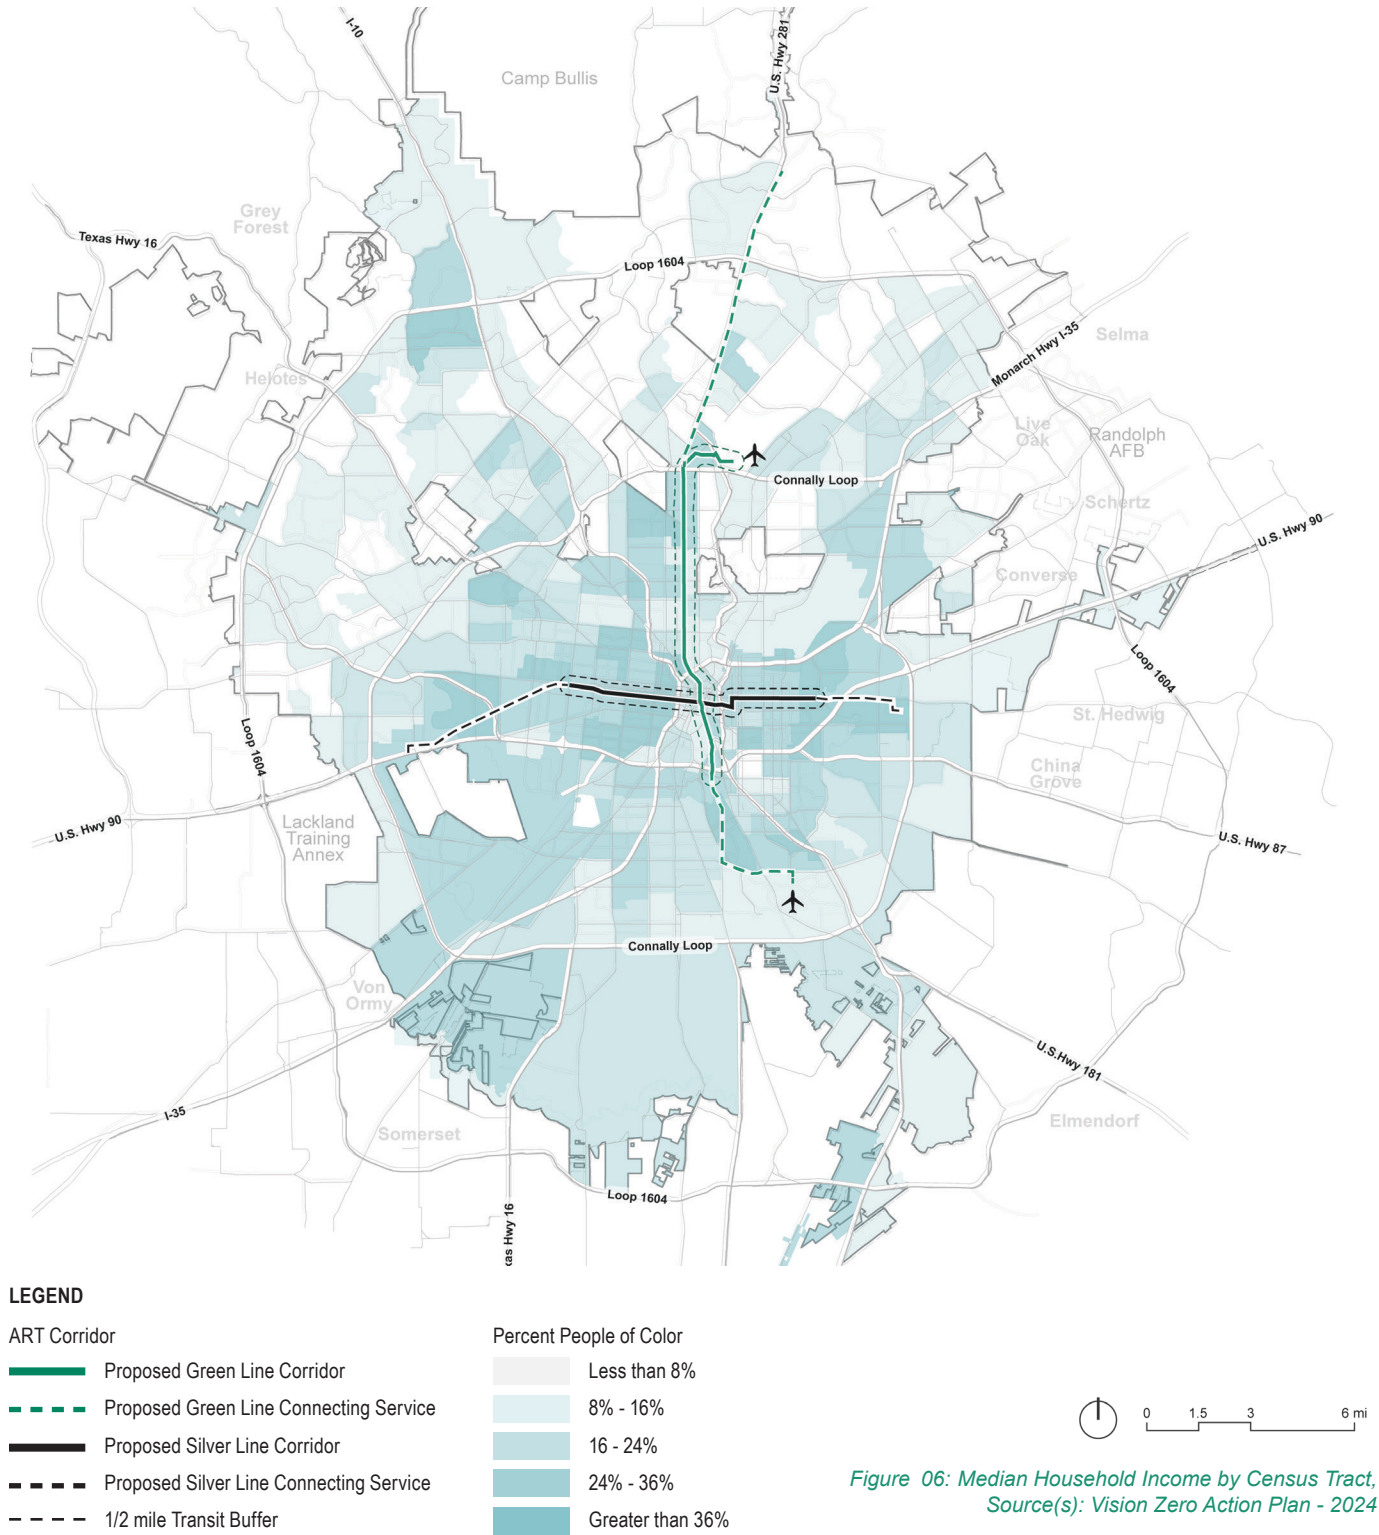 I-10
U.S. Hwy 281
Camp Bullis
Grey
Forest
Texas Hwy 16
Loop 1604
Selma
Monarch Hwy I-35
Helotes
Live
Oak
Randolph
AFB
Connally Loop
Schertz
U.S. Hwy 90
Converse
Loop 1604
St. Hedwig
Loop 1604
China
Grove
U.S. Hwy 90
Lackland
Training
Annex
U.S. Hwy 87
Connally Loop
Von
Ormy
U.S.Hwy 181
I-35
Somerset
Elmendorf
Loop 1604
xas Hwy 16
LEGEND
ART Corridor
Proposed Green Line Corridor
Proposed Green Line Connecting Service
Proposed Silver Line Corridor
Proposed Silver Line Connecting Service
1/2 mile Transit Buffer
Percent People of Color
Less than 8%
8% - 16%
16 - 24%
24% - 36%
Greater than 36%
0 1.5 3 6 mi
Figure 06: Median Household Income by Census Tract,
Source(s): Vision Zero Action Plan - 2024